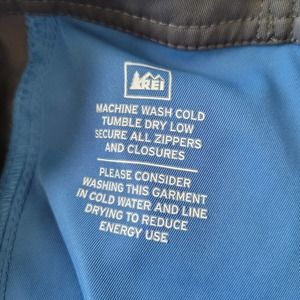 REI
MACHINE WASH COLD
TUMBLE DRY LOW
SECURE ALL ZIPPERS
AND CLOSURES
PLEASE CONSIDER
WASHING THIS GARMENT
IN COLD WATER AND LINE
DRYING TO REDUCE
ENERGY USE